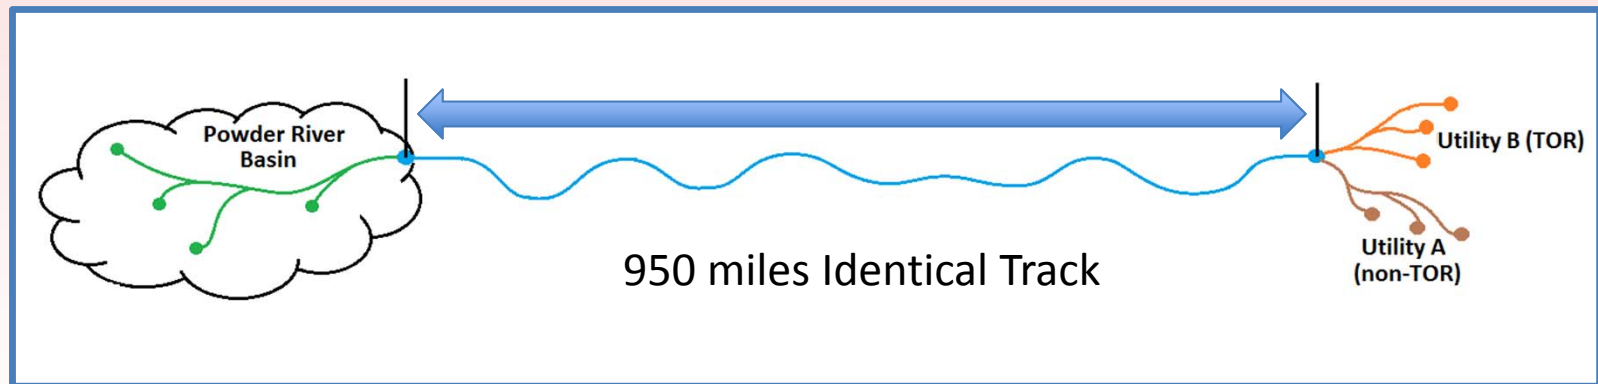 Powder River
Basin
Utility B (TOR)
950 miles Identical Track
Utility A
(non-TOR)